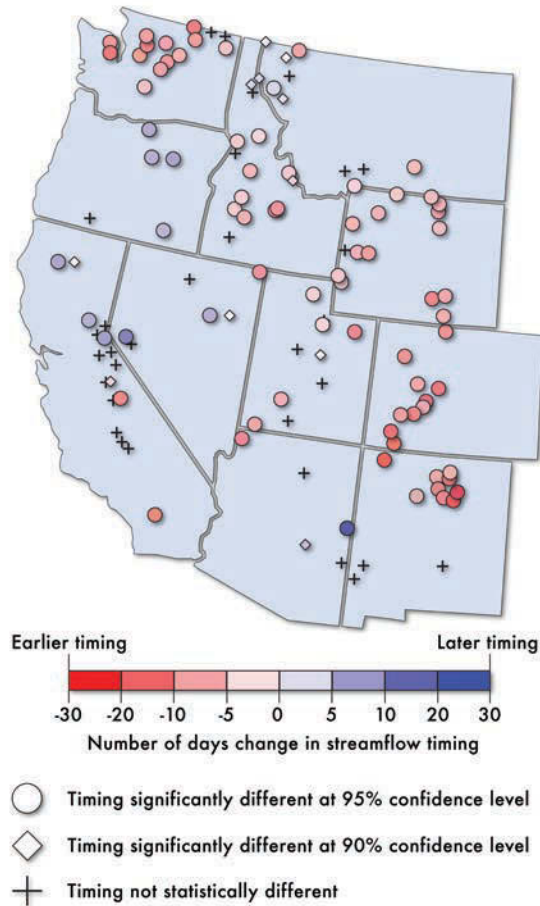 Earlier timing Later timing
-30 -20 -10 -5 0 5 10 20 30
Number of days change in streamflow timing
Timing significantly different at 95% confidence level
Timing significantly different at 90% confidence level
Timing not statistically different